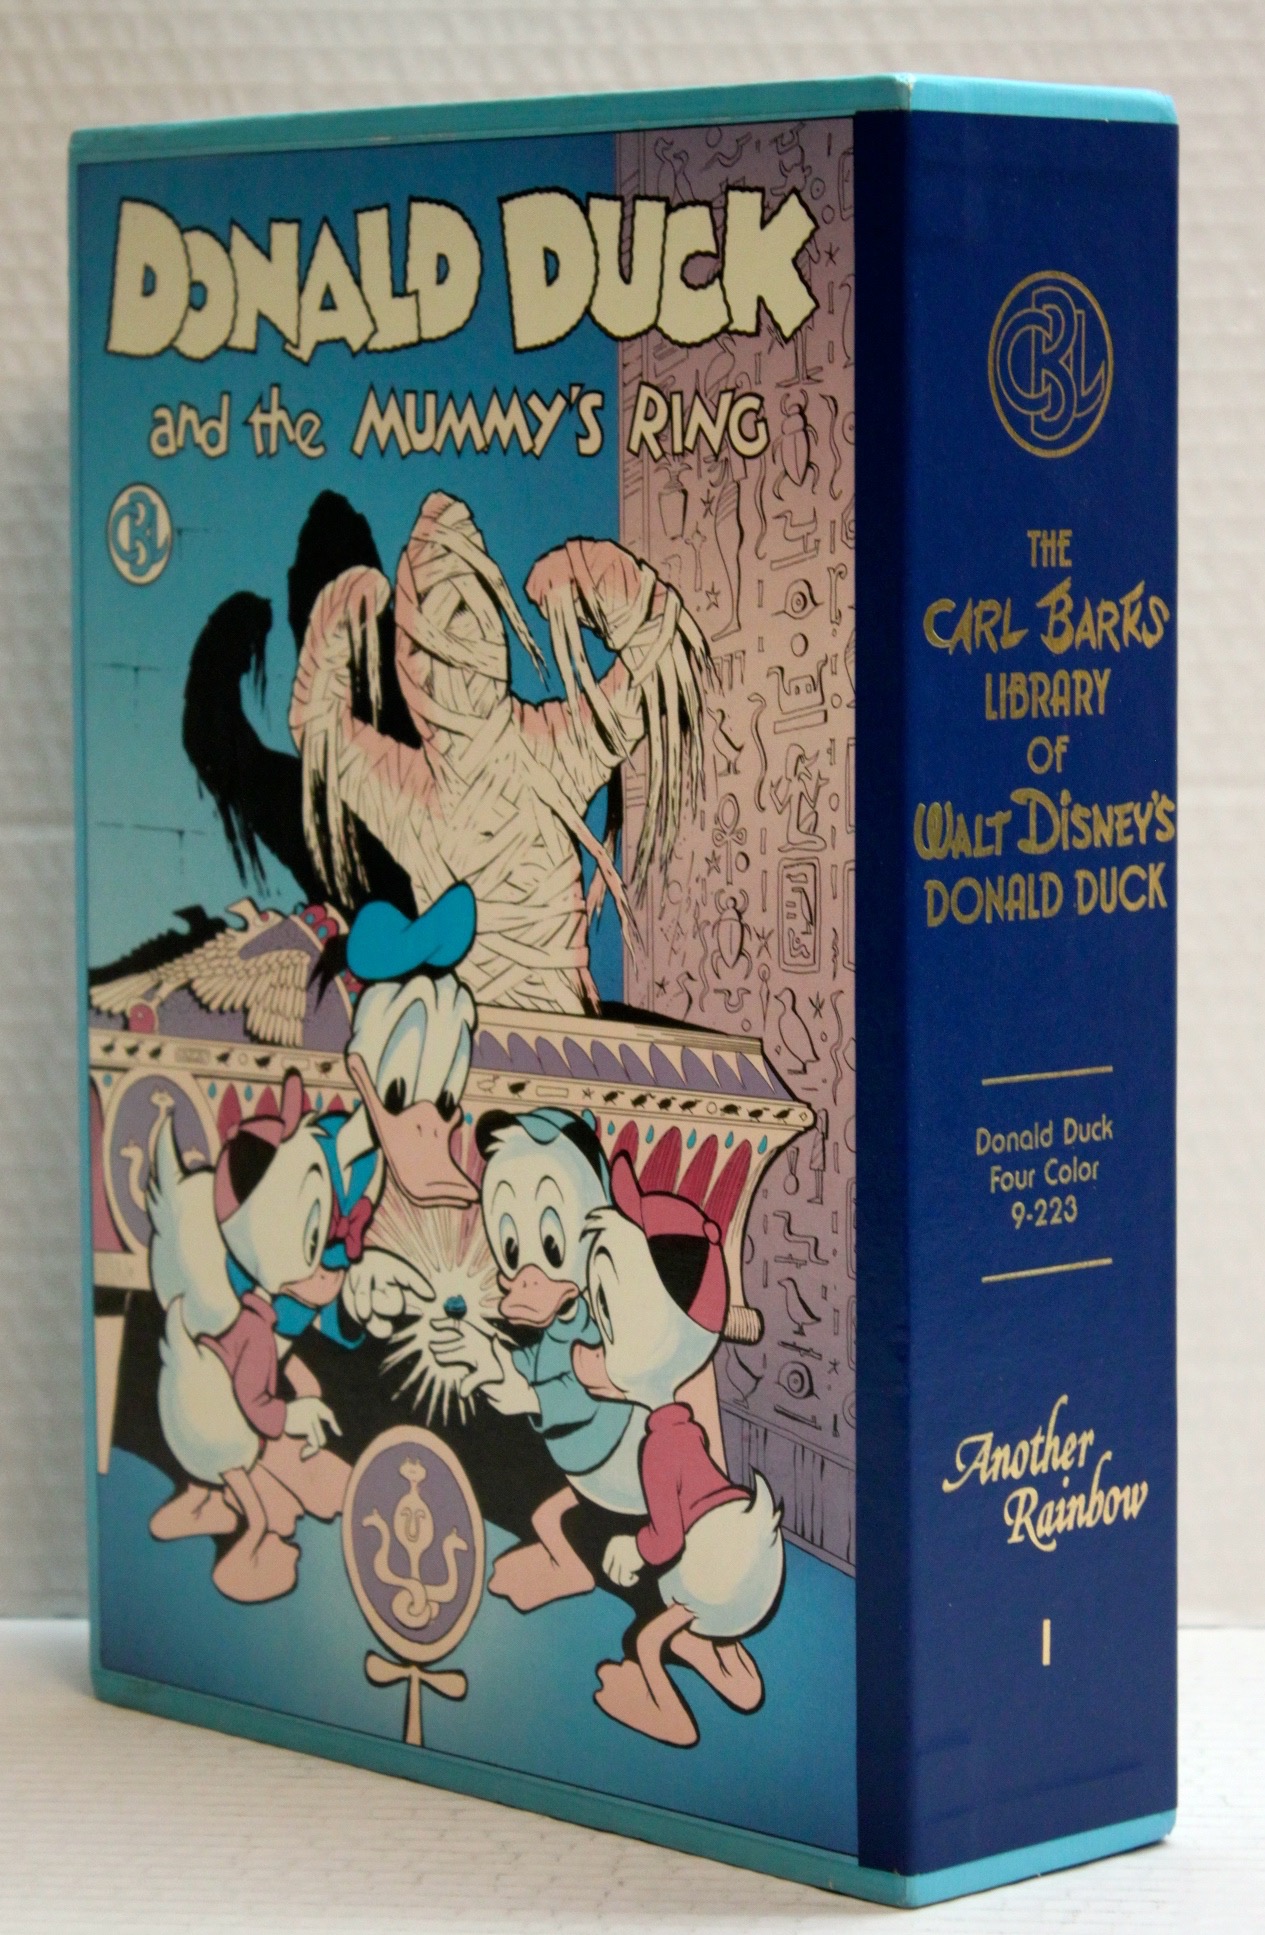 DONALD DUCK
and the MUMMY'S RING
CBL
CBL
THE
CARL BARKS
LIBRARY
OF
WALT DISNEY'S
DONALD DUCK
Donald Duck
Four Color
9-223
Another
Rainbow
I